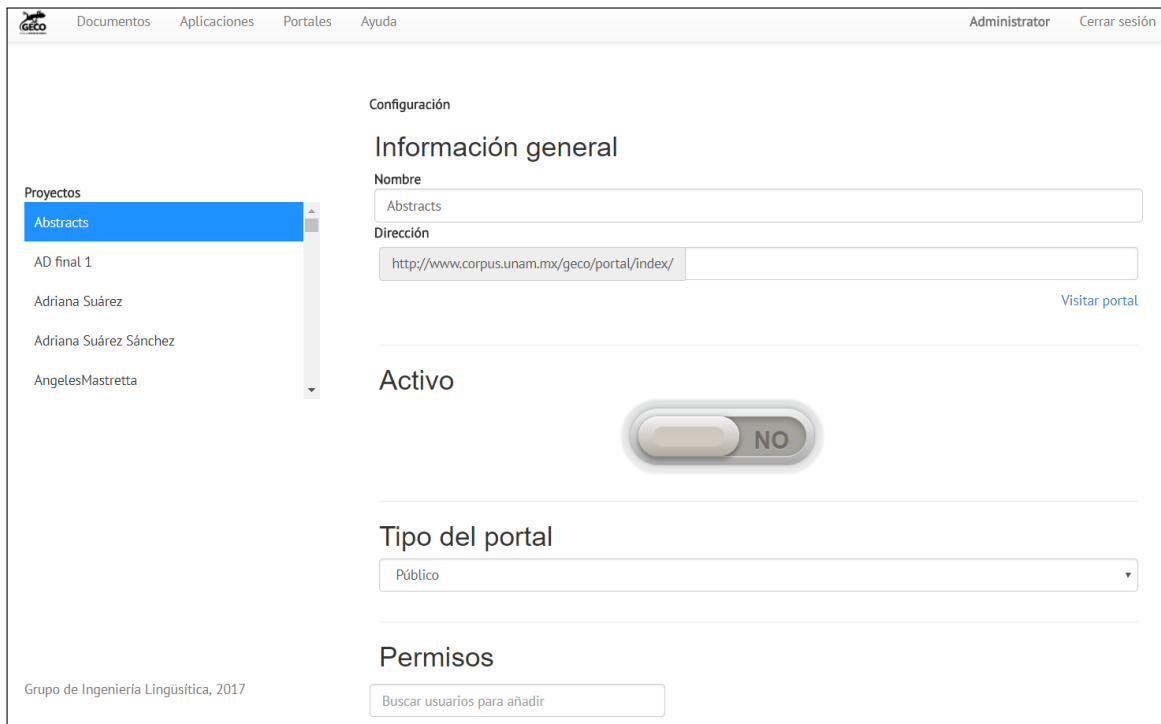 GECO Documentos Aplicaciones Portales Ayuda Administrator Cerrar sesión
Configuración
Información general
Nombre
Abstracts
Dirección
http://www.corpus.unam.mx/geco/portal/index/
Visitar portal
Proyectos
Abstracts
AD final 1
Adriana Suárez
Adriana Suárez Sánchez
AngelesMastretta
Activo
NO
Tipo del portal
Público
Permisos
Buscar usuarios para añadir
Grupo de Ingeniería Lingüsítica, 2017